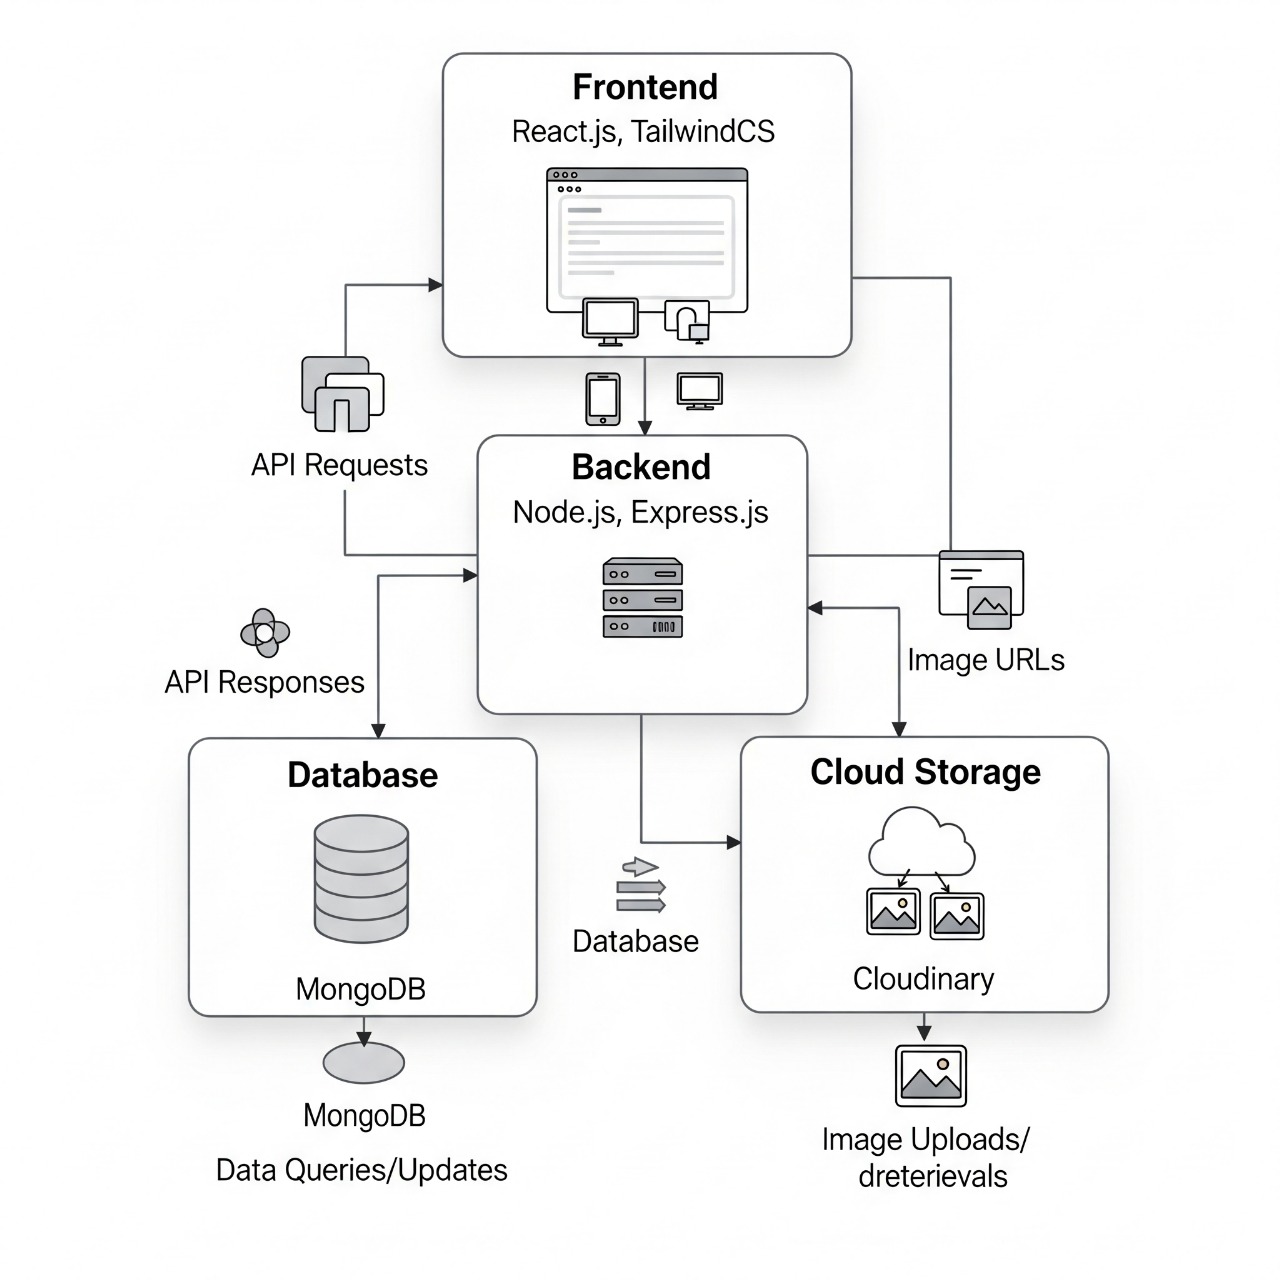 Frontend
React.js, TailwindCS
API Requests
Backend
Node.js, Express.js
API Responses
Image URLs
Database
MongoDB
Database
Cloud Storage
Cloudinary
MongoDB
Data Queries/Updates
Image Uploads/
dreterievals